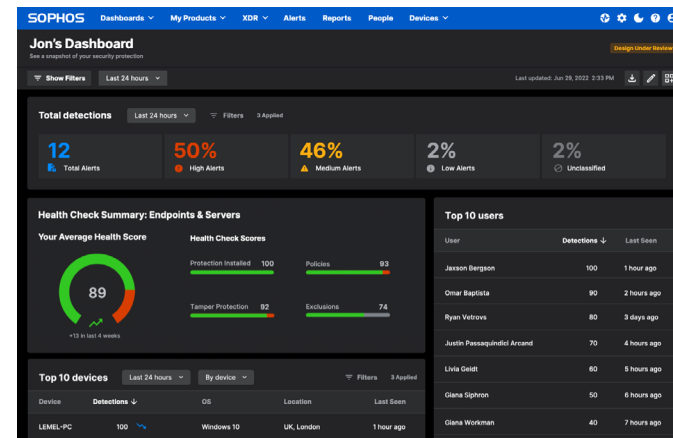 SOPHOS Dashboards My Products XDR Alerts Reports People Devices
Jon's Dashboard
See a snapshot of your security protection
Design Under Review
Show Filters Last 24 hours Last updated: Jun 29, 2022 2:33 PM
Total detections Last 24 hours Filters 3 Applied
12 50% 46% 2% 2%
Total Alerts High Alerts Medium Alerts Low Alerts Unclassified
Health Check Summary: Endpoints & Servers
Your Average Health Score Health Check Scores
Protection Installed 100 Policies 93
89
Tamper Protection 92 Exclusions 74
+13 in last 4 weeks
Top 10 users
User Detections ↓ Last Seen
Jaxson Bergson 100 1 hour ago
Omar Baptista 90 2 hours ago
Ryan Vetrovs 80 3 days ago
Justin Passaquindici Arcand 70 4 hours ago
Livia Geidt 60 5 hours ago
Giana Siphron 50 6 hours ago
Giana Workman 40 7 hours ago
Top 10 devices Last 24 hours By device Filters 3 Applied
Device Detections ↓ OS Location Last Seen
LEMEL-PC 100 Windows 10 UK, London 1 hour ago